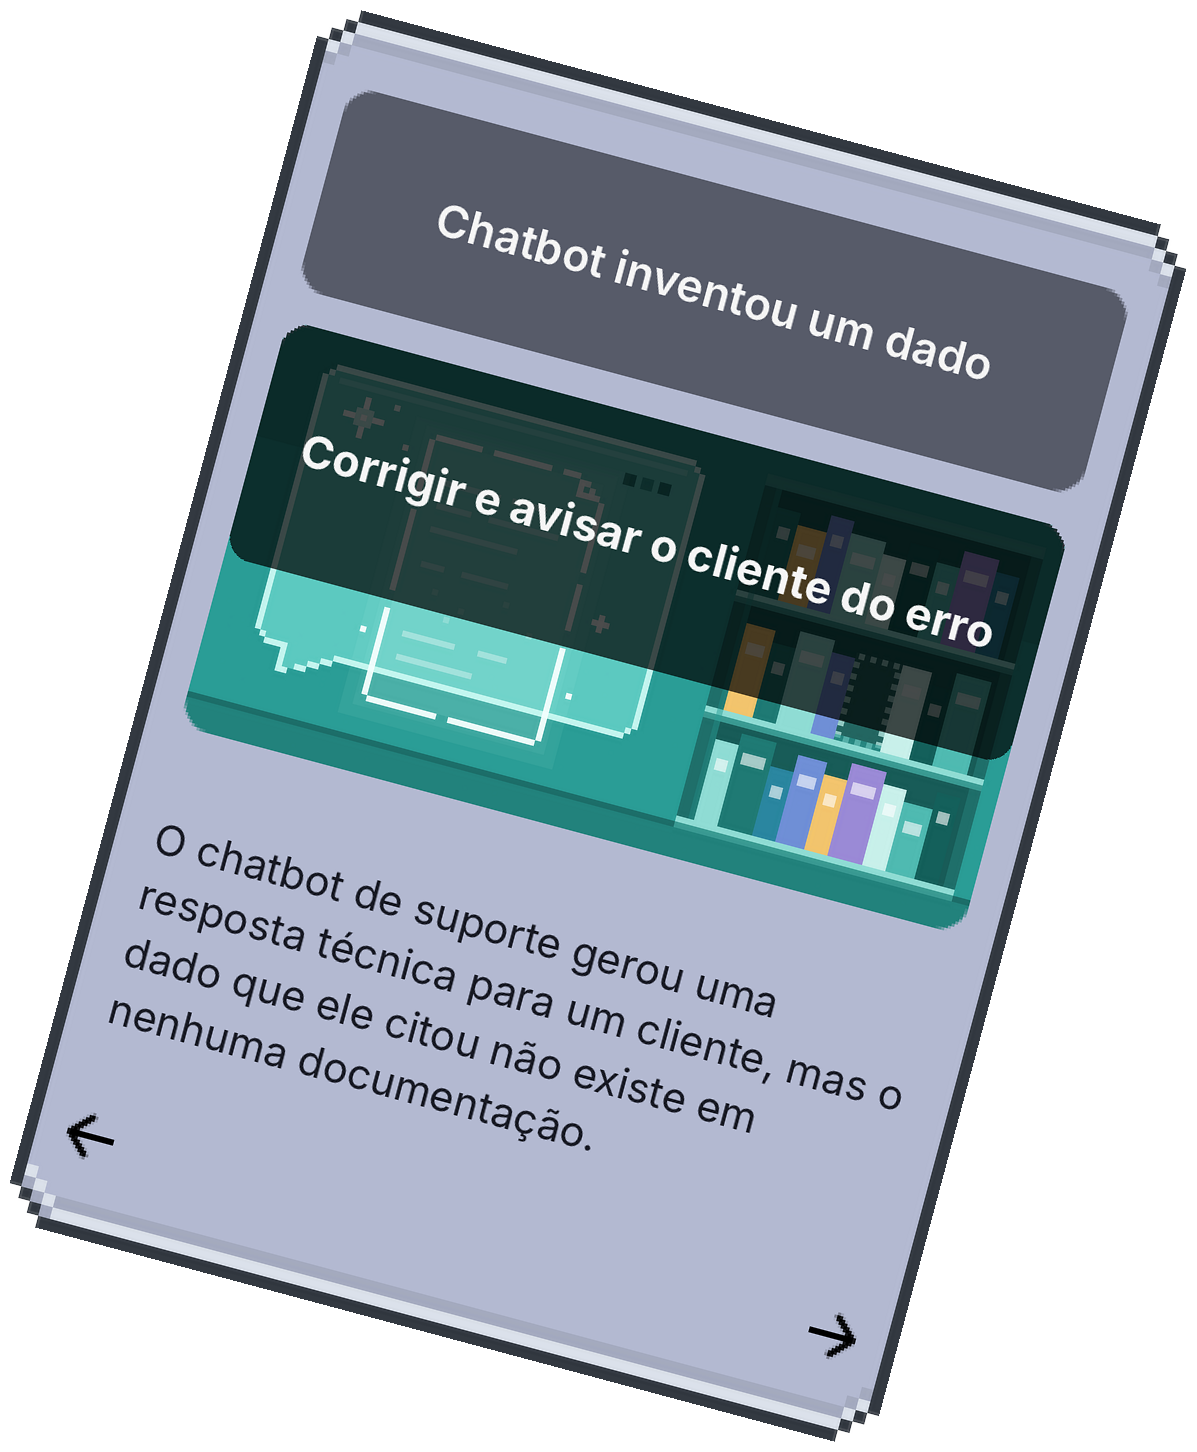 Chatbot inventou um dado
Corrigir e avisar o cliente do erro
O chatbot de suporte gerou uma
resposta técnica para um cliente, mas o
dado que ele citou não existe em
nenhuma documentação.